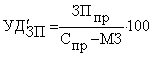 УД'ЗП = ЗПпр / (Спр − МЗ) · 100